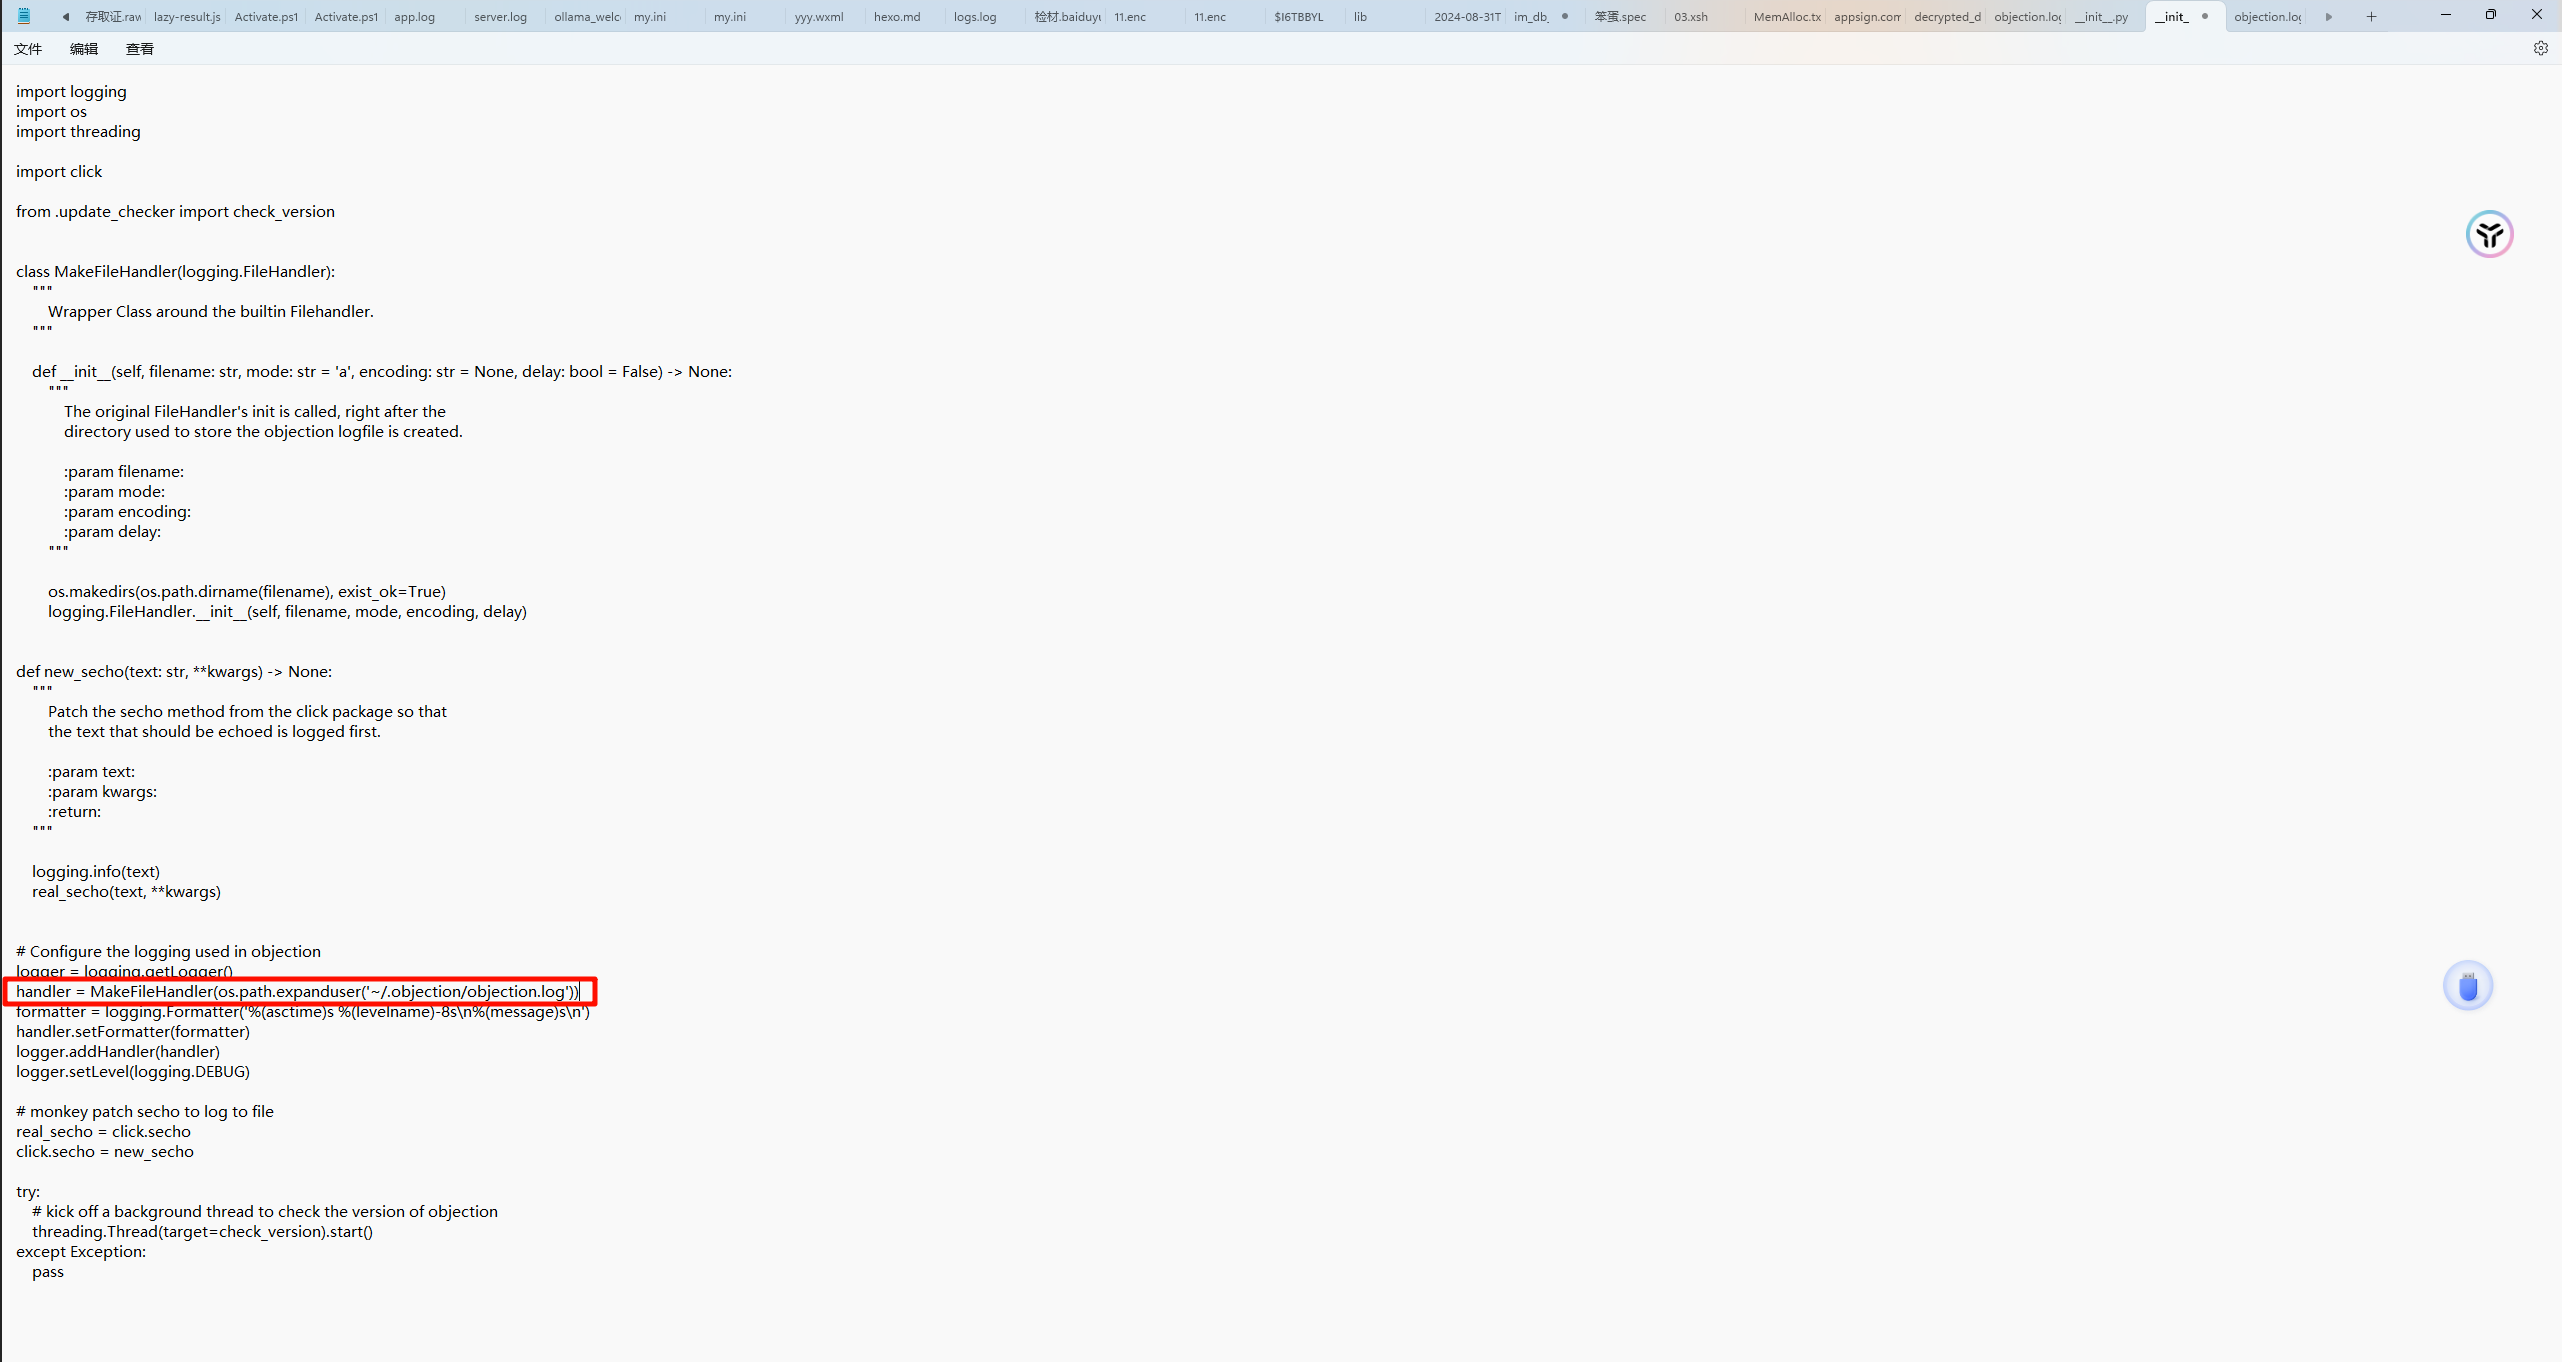 存取证.raw lazy-result.js Activate.ps1 Activate.ps1 app.log server.log ollama_welc my.ini my.ini yyy.wxml hexo.md logs.log 检材.baiduyu 11.enc 11.enc $I6TBBYL lib 2024-08-31T im_db_ 笨蛋.spec 03.xsh MemAlloc.tx appsign.com decrypted_d objection.log __init__.py __init_ objection.log
文件 编辑 查看
import logging
import os
import threading
import click
from .update_checker import check_version
class MakeFileHandler(logging.FileHandler):
"""
Wrapper Class around the builtin Filehandler.
"""
def __init__(self, filename: str, mode: str = 'a', encoding: str = None, delay: bool = False) -> None:
"""
The original FileHandler's init is called, right after the
directory used to store the objection logfile is created.
:param filename:
:param mode:
:param encoding:
:param delay:
"""
os.makedirs(os.path.dirname(filename), exist_ok=True)
logging.FileHandler.__init__(self, filename, mode, encoding, delay)
def new_secho(text: str, **kwargs) -> None:
"""
Patch the secho method from the click package so that
the text that should be echoed is logged first.
:param text:
:param kwargs:
:return:
"""
logging.info(text)
real_secho(text, **kwargs)
# Configure the logging used in objection
logger = logging.getLogger()
handler = MakeFileHandler(os.path.expanduser('~/.objection/objection.log'))
formatter = logging.Formatter('%(asctime)s %(levelname)-8s\n%(message)s\n')
handler.setFormatter(formatter)
logger.addHandler(handler)
logger.setLevel(logging.DEBUG)
# monkey patch secho to log to file
real_secho = click.secho
click.secho = new_secho
try:
# kick off a background thread to check the version of objection
threading.Thread(target=check_version).start()
except Exception:
pass